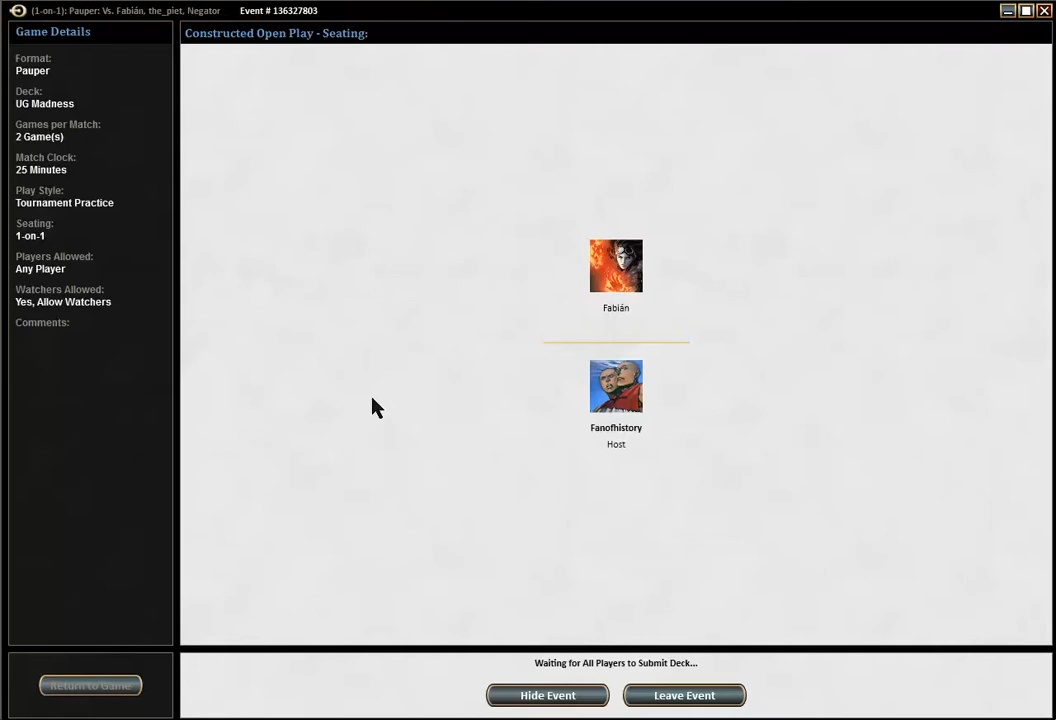 (1-on-1): Pauper: Vs. Fabián, the_piet, Negator Event # 136327803
Game Details
Format:
Pauper
Deck:
UG Madness
Games per Match:
2 Game(s)
Match Clock:
25 Minutes
Play Style:
Tournament Practice
Seating:
1-on-1
Players Allowed:
Any Player
Watchers Allowed:
Yes, Allow Watchers
Comments:
Return to Game
Constructed Open Play - Seating:
Fabián
Fanofhistory
Host
Waiting for All Players to Submit Deck...
Hide Event
Leave Event